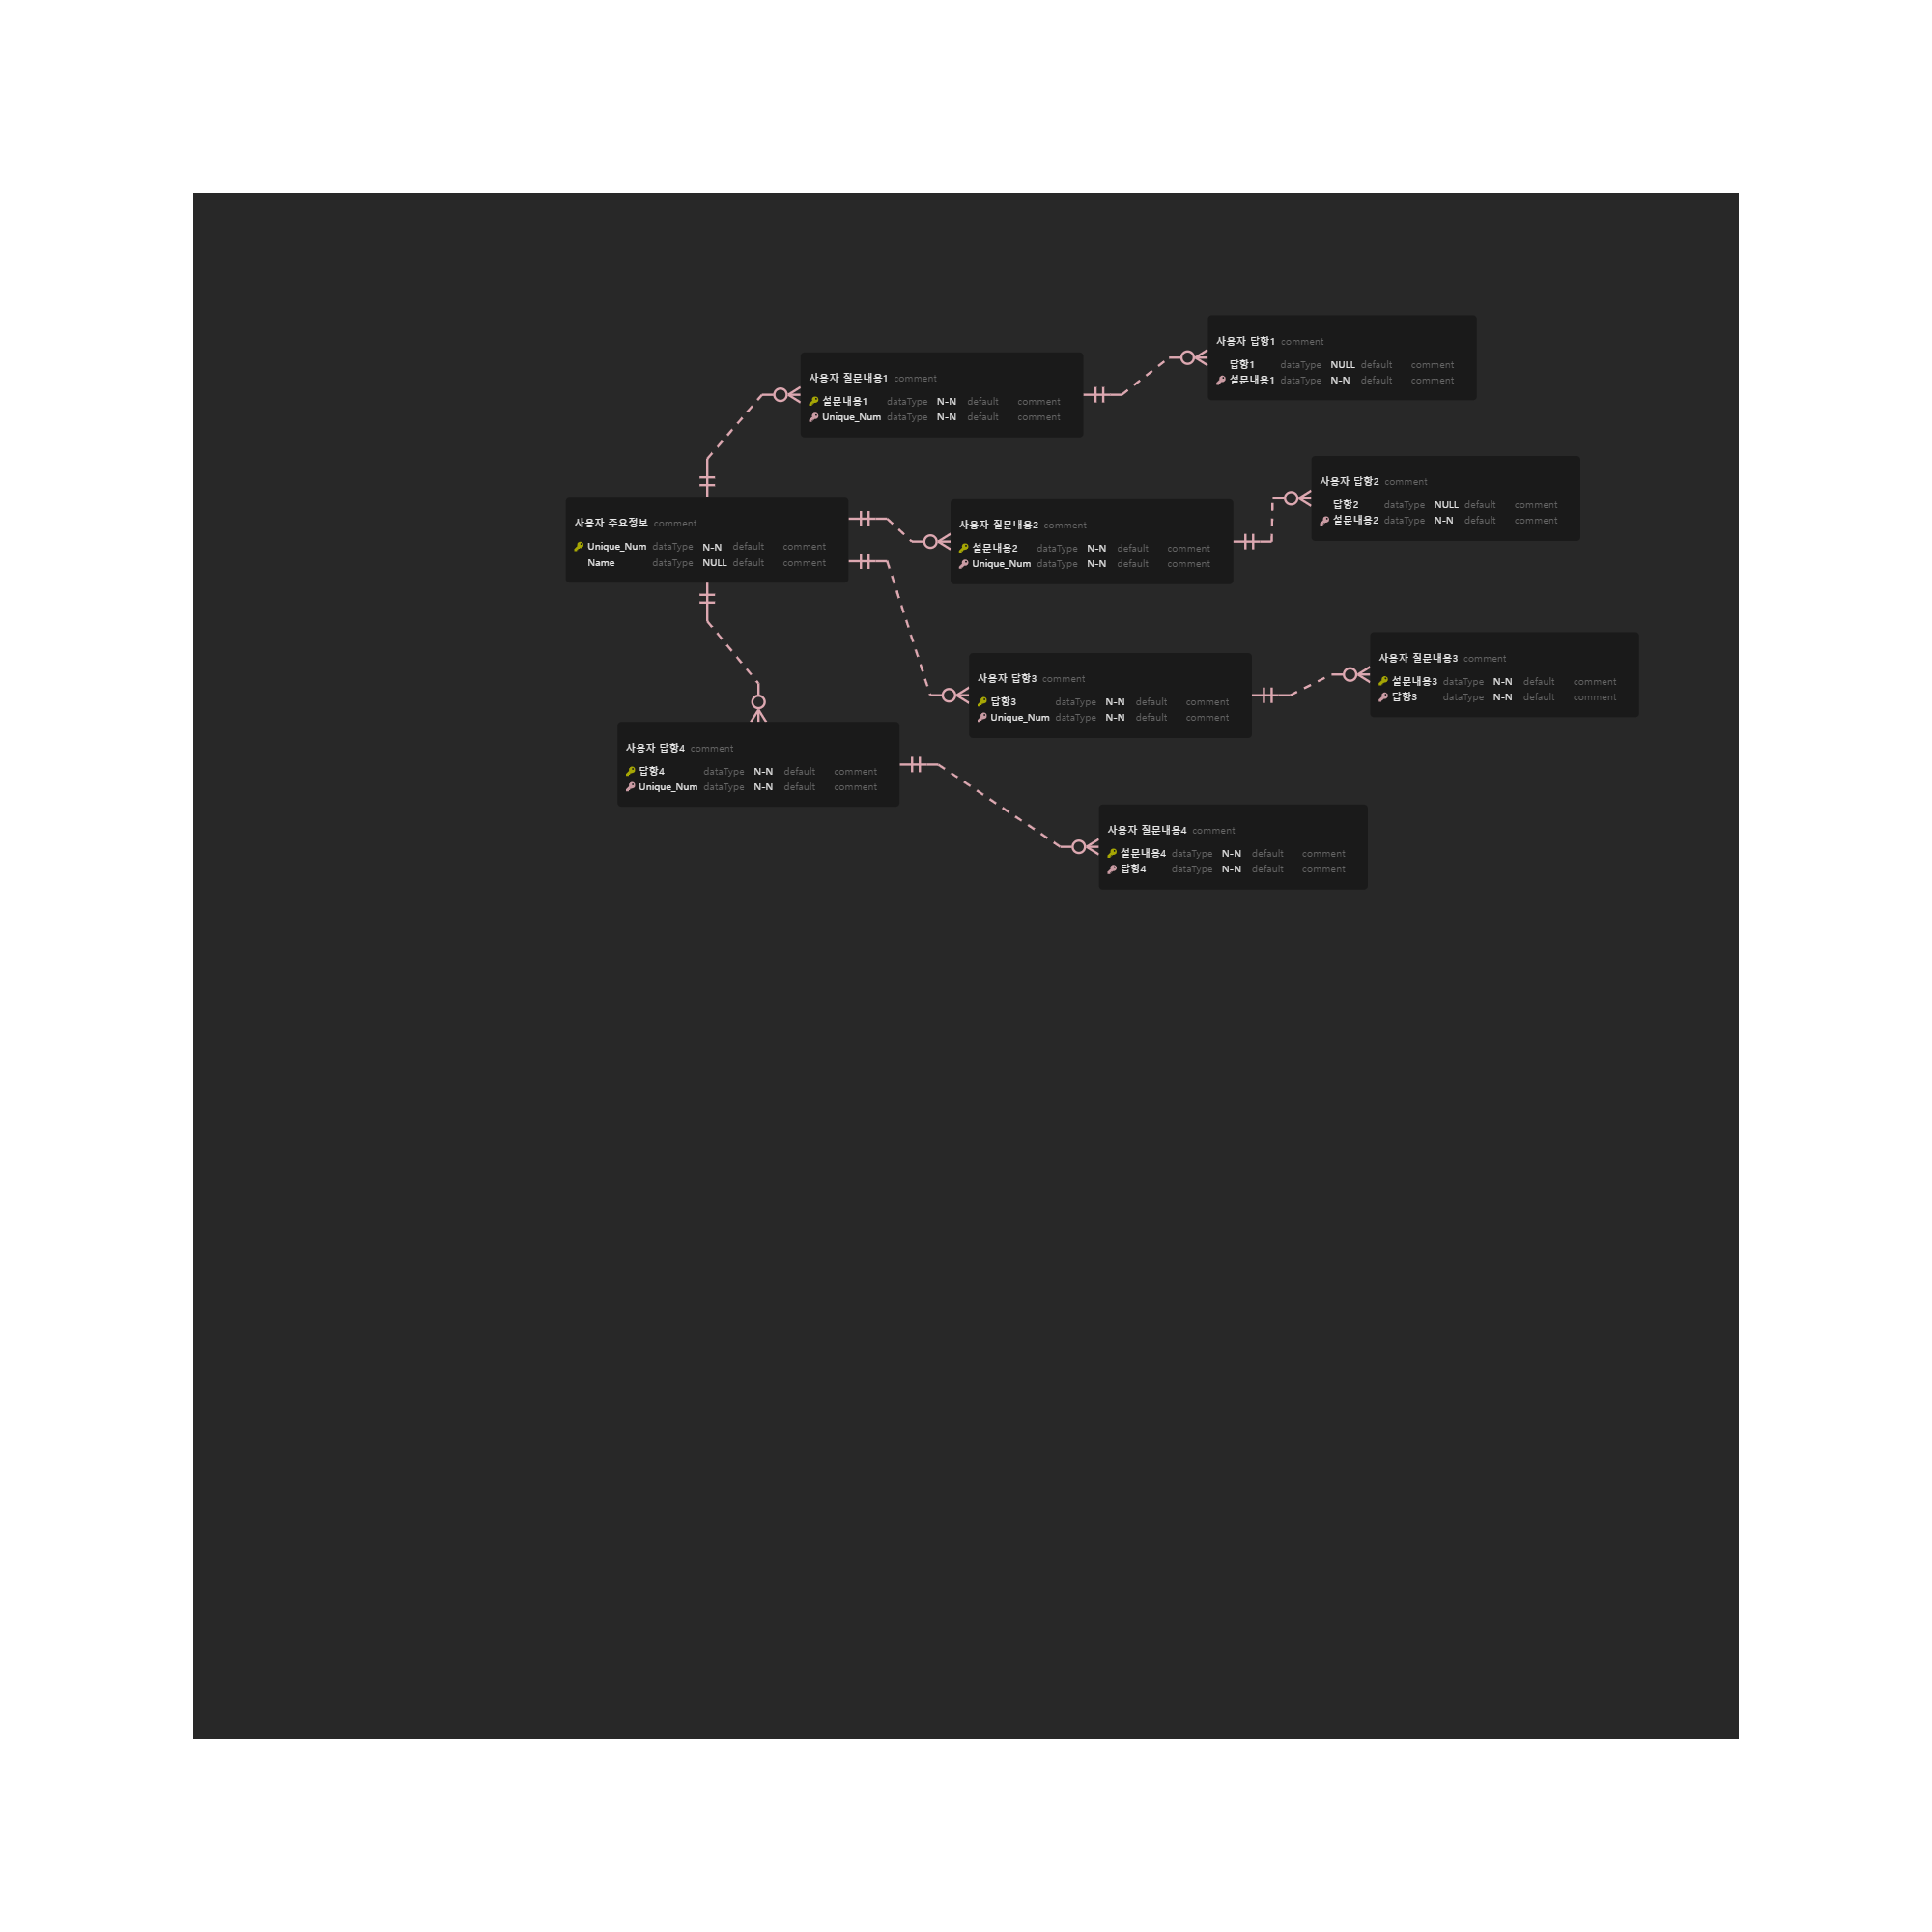 사용자 답항1 comment
답항1 dataType NULL default comment
설문내용1 dataType N-N default comment
사용자 질문내용1 comment
설문내용1 dataType N-N default comment
Unique_Num dataType N-N default comment
사용자 답항2 comment
답항2 dataType NULL default comment
설문내용2 dataType N-N default comment
사용자 주요정보 comment
Unique_Num dataType N-N default comment
Name dataType NULL default comment
사용자 질문내용2 comment
설문내용2 dataType N-N default comment
Unique_Num dataType N-N default comment
사용자 질문내용3 comment
설문내용3 dataType N-N default comment
답항3 dataType N-N default comment
사용자 답항3 comment
답항3 dataType N-N default comment
Unique_Num dataType N-N default comment
사용자 답항4 comment
답항4 dataType N-N default comment
Unique_Num dataType N-N default comment
사용자 질문내용4 comment
설문내용4 dataType N-N default comment
답항4 dataType N-N default comment